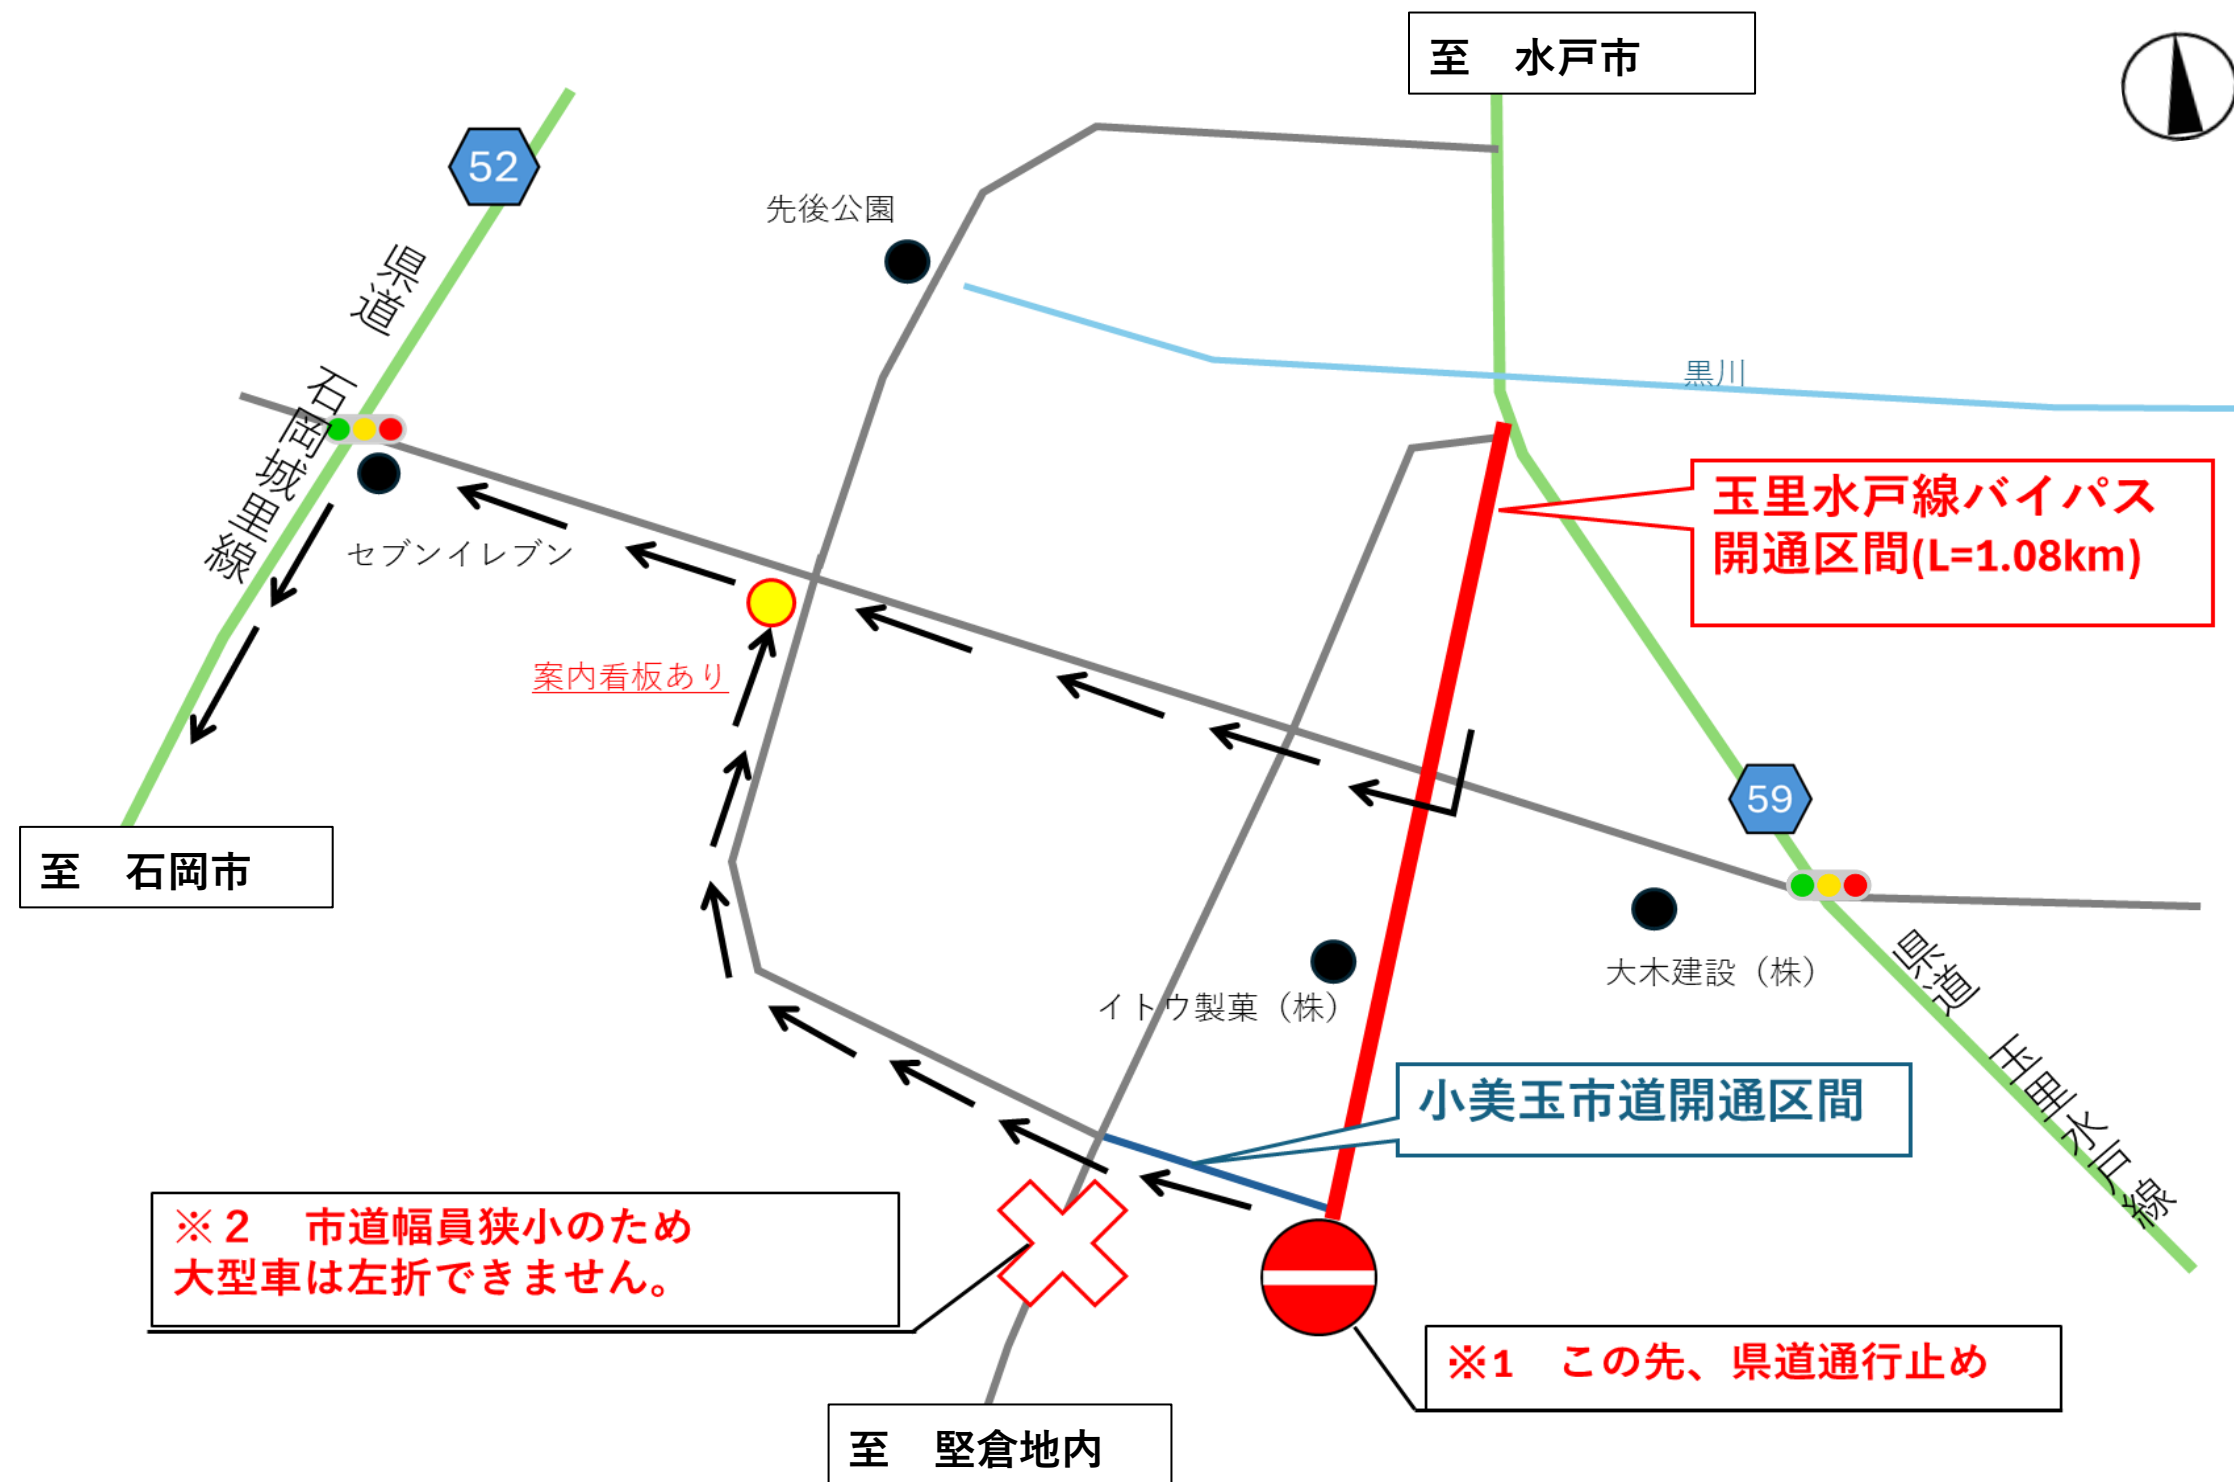 至　水戸市
52
先後公園
県道　石岡城里線
黒川
玉里水戸線バイパス
開通区間(L=1.08km)
セブンイレブン
案内看板あり
59
至　石岡市
大木建設（株）
イトウ製菓（株）
県道　玉里水戸線
小美玉市道開通区間
※２　市道幅員狭小のため
大型車は左折できません。
※1　この先、県道通行止め
至　堅倉地内